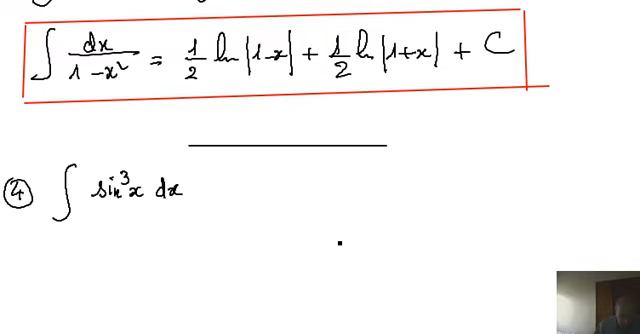 ∫ dx / (1 - x²) = 1/2 ln |1-x| + 1/2 ln |1+x| + C
④ ∫ sin³x dx